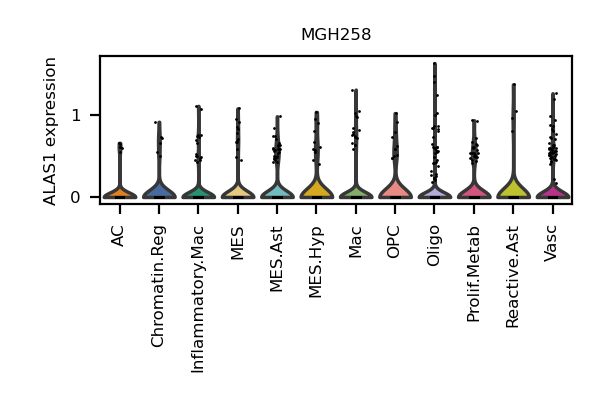 MGH258
ALAS1 expression
1
0
AC
Chromatin.Reg
Inflammatory.Mac
MES
MES.Ast
MES.Hyp
Mac
OPC
Oligo
Prolif.Metab
Reactive.Ast
Vasc